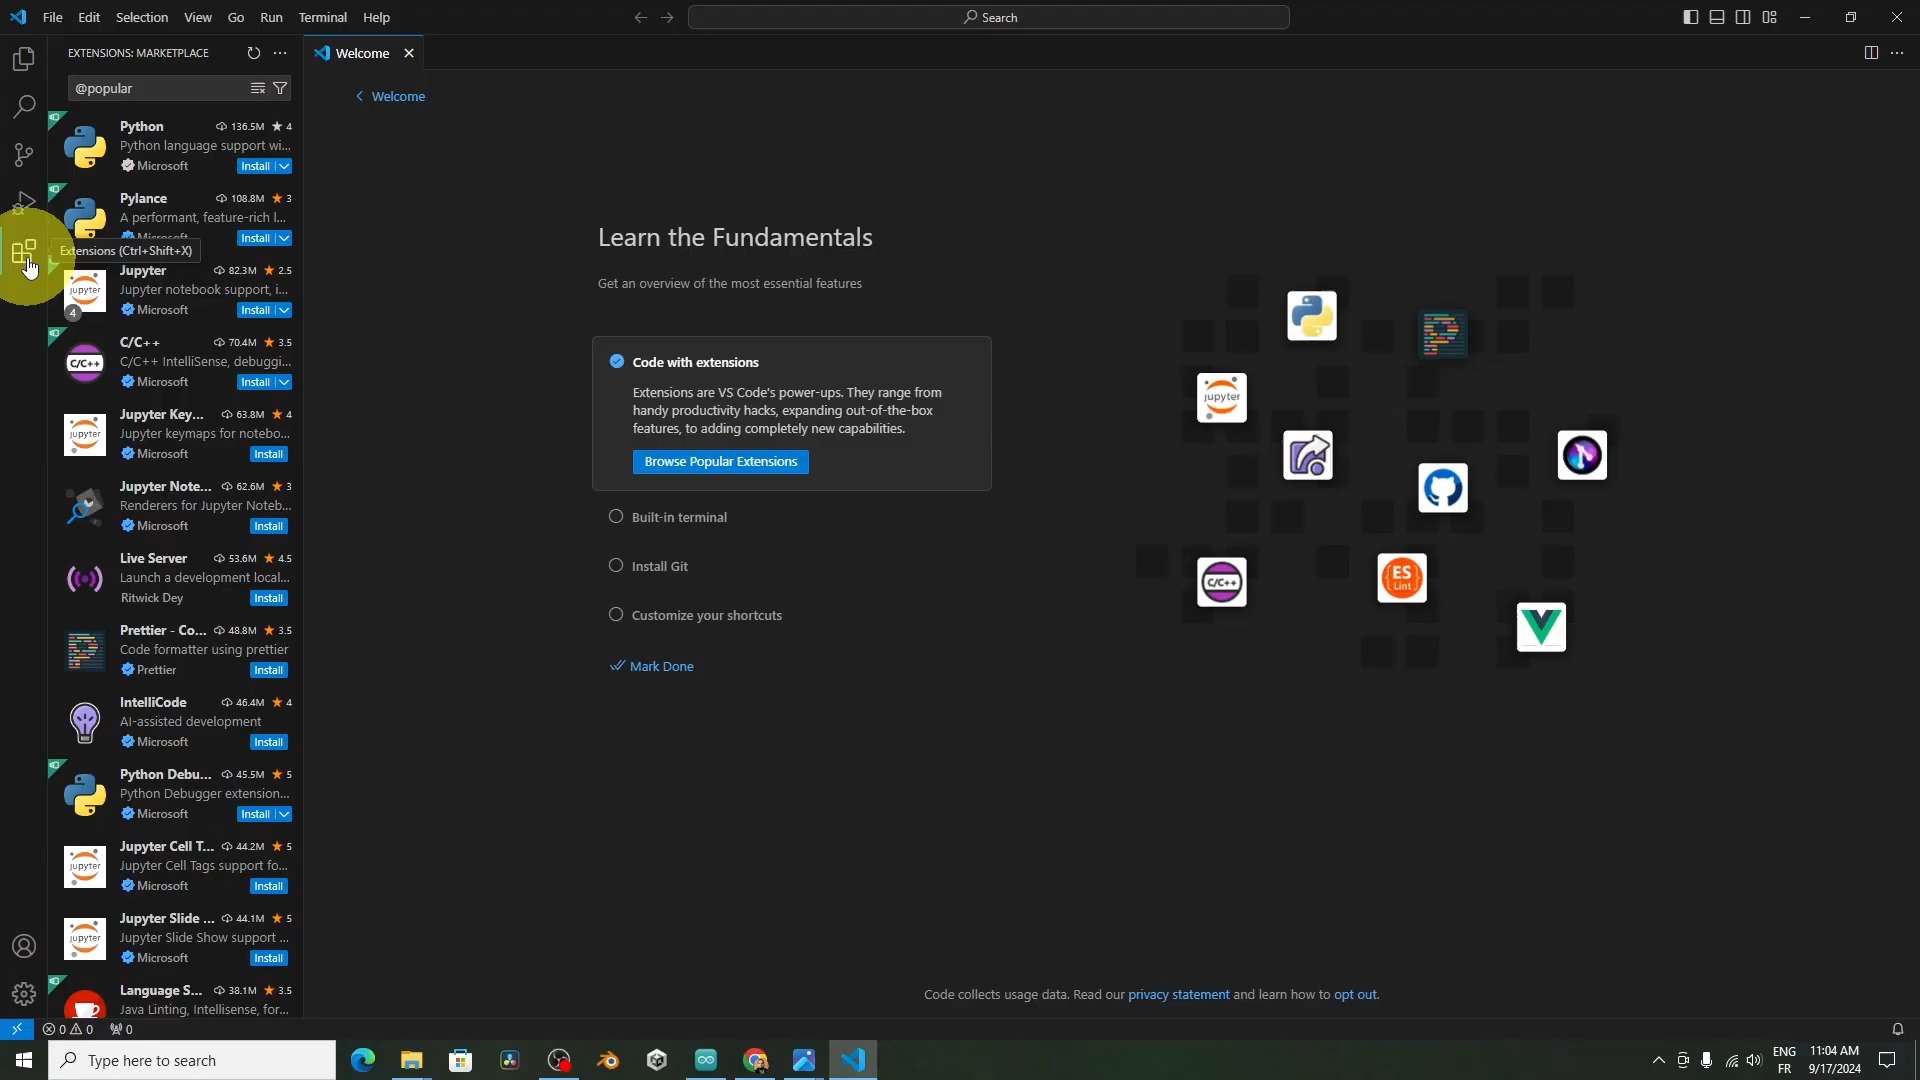 File Edit Selection View Go Run Terminal Help
Search
EXTENSIONS: MARKETPLACE
Welcome
@popular
Welcome
Python 136.5M 4
Python language support wi...
Microsoft Install
Pylance 108.8M 3
A performant, feature-rich l...
Install
Extensions (Ctrl+Shift+X)
Jupyter 82.3M 2.5
Jupyter notebook support, i...
Microsoft Install
jupyter
4
C/C++ 70.4M 3.5
C/C++ IntelliSense, debuggi...
Microsoft Install
C/C++
Jupyter Key... 63.8M 4
Jupyter keymaps for notebo...
Microsoft Install
jupyter
Jupyter Note... 62.6M 3
Renderers for Jupyter Noteb...
Microsoft Install
Live Server 53.6M 4.5
Launch a development local...
Ritwick Dey Install
Prettier - Co... 48.8M 3.5
Code formatter using prettier
Prettier Install
IntelliCode 46.4M 4
AI-assisted development
Microsoft Install
Python Debu... 45.5M 5
Python Debugger extension...
Microsoft Install
Jupyter Cell T... 44.2M 5
Jupyter Cell Tags support fo...
Microsoft Install
jupyter
Jupyter Slide ... 44.1M 5
Jupyter Slide Show support ...
Microsoft Install
jupyter
Language S... 38.1M 3.5
Java Linting, Intellisense, for...
Learn the Fundamentals
Get an overview of the most essential features
Code with extensions
Extensions are VS Code's power-ups. They range from
handy productivity hacks, expanding out-of-the-box
features, to adding completely new capabilities.
Browse Popular Extensions
Built-in terminal
Install Git
Customize your shortcuts
Mark Done
jupyter
C/C++
ES
Lint
Code collects usage data. Read our privacy statement and learn how to opt out.
0 0 0
Type here to search
ENG
FR
11:04 AM
9/17/2024